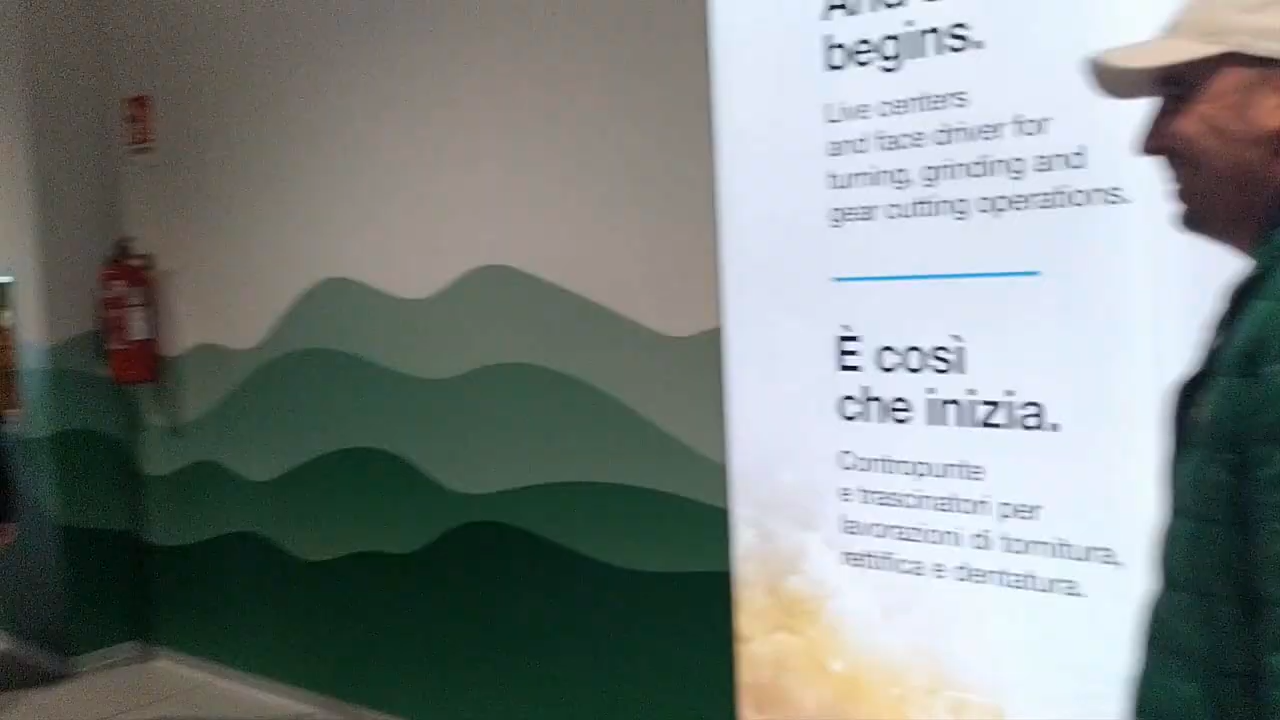 begins.
Live centers
and face driver for
turning, grinding and
gear cutting operations.
È così
che inizia.
Contropunte
e trascinatori per
lavorazioni di tornitura,
rettifica e dentatura.